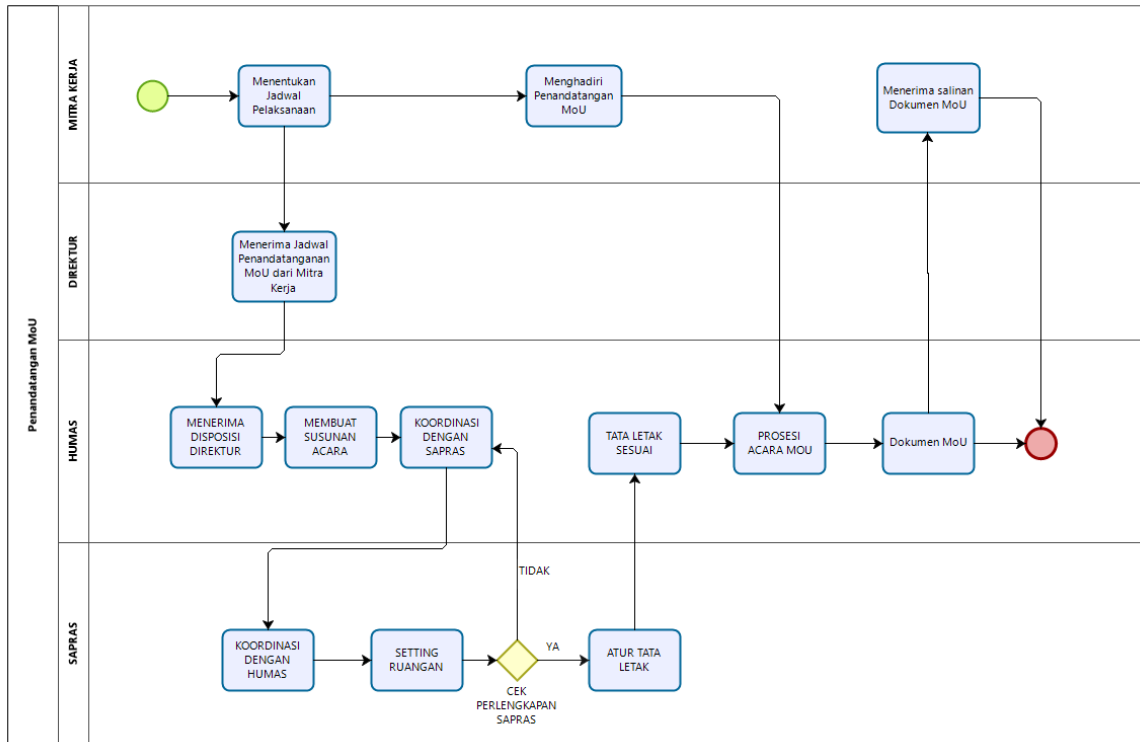 Penandatangan MoU
MITRA KERJA
Menentukan
Jadwal
Pelaksanaan
Menghadiri
Penandatangan
MoU
Menerima salinan
Dokumen MoU
DIREKTUR
Menerima Jadwal
Penandatanganan
MoU dari Mitra
Kerja
HUMAS
MENERIMA
DISPOSISI
DIREKTUR
MEMBUAT
SUSUNAN
ACARA
KOORDINASI
DENGAN
SAPRAS
TATA LETAK
SESUAI
PROSESI
ACARA MOU
Dokumen MoU
SAPRAS
KOORDINASI
DENGAN
HUMAS
SETTING
RUANGAN
TIDAK
YA
CEK
PERLENGKAPAN
SAPRAS
ATUR TATA
LETAK